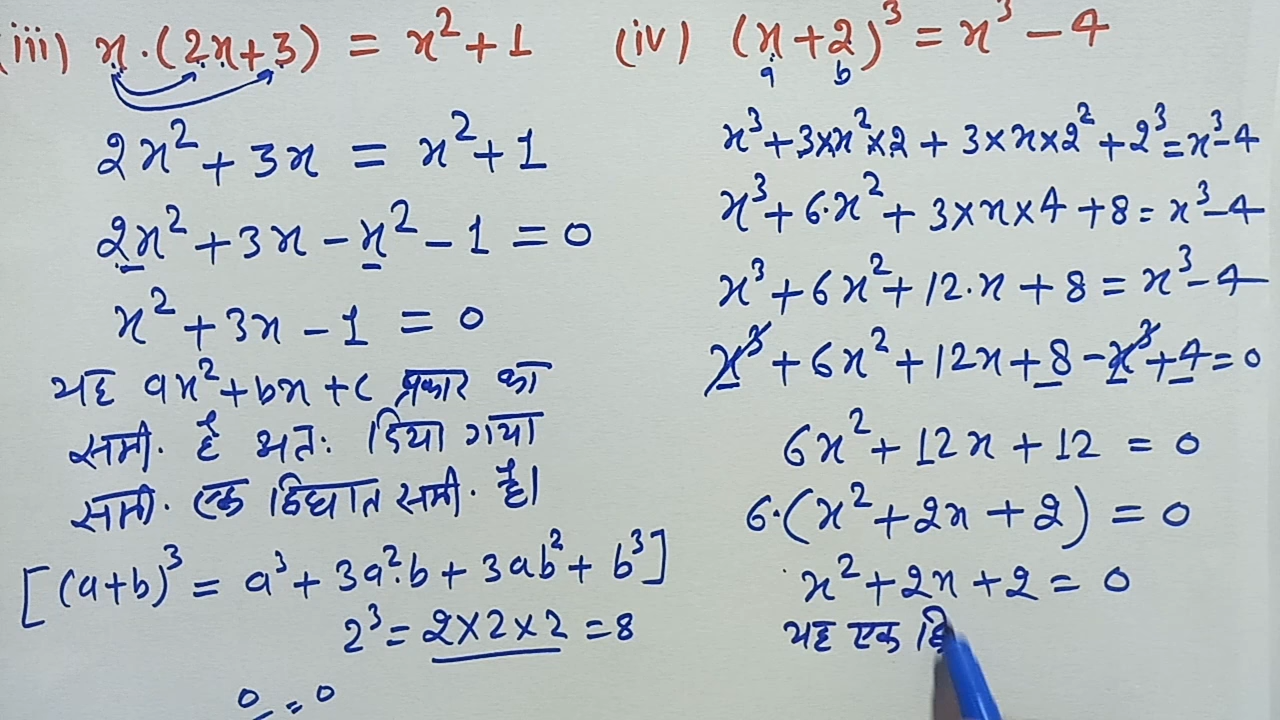 (iii) x·(2x+3) = x²+1
2x²+3x = x²+1
2x²+3x-x²-1=0
x²+3x-1=0
यह ax²+bx+c प्रकार का
समी. है अतः दिया गया
समी. एक द्विघात समी. है।
[(a+b)³ = a³+3a²·b+3ab²+b³]
2³=2×2×2=8
0=0
(iv) (x+2)³=x³-4
a b
x³+3×x²×2+3×x×2²+2³=x³-4
x³+6·x²+3×x×4+8=x³-4
x³+6x²+12·x+8=x³-4
x³+6x²+12x+8-x³+4=0
6x²+12x+12=0
6·(x²+2x+2)=0
x²+2x+2=0
यह एक द्वि